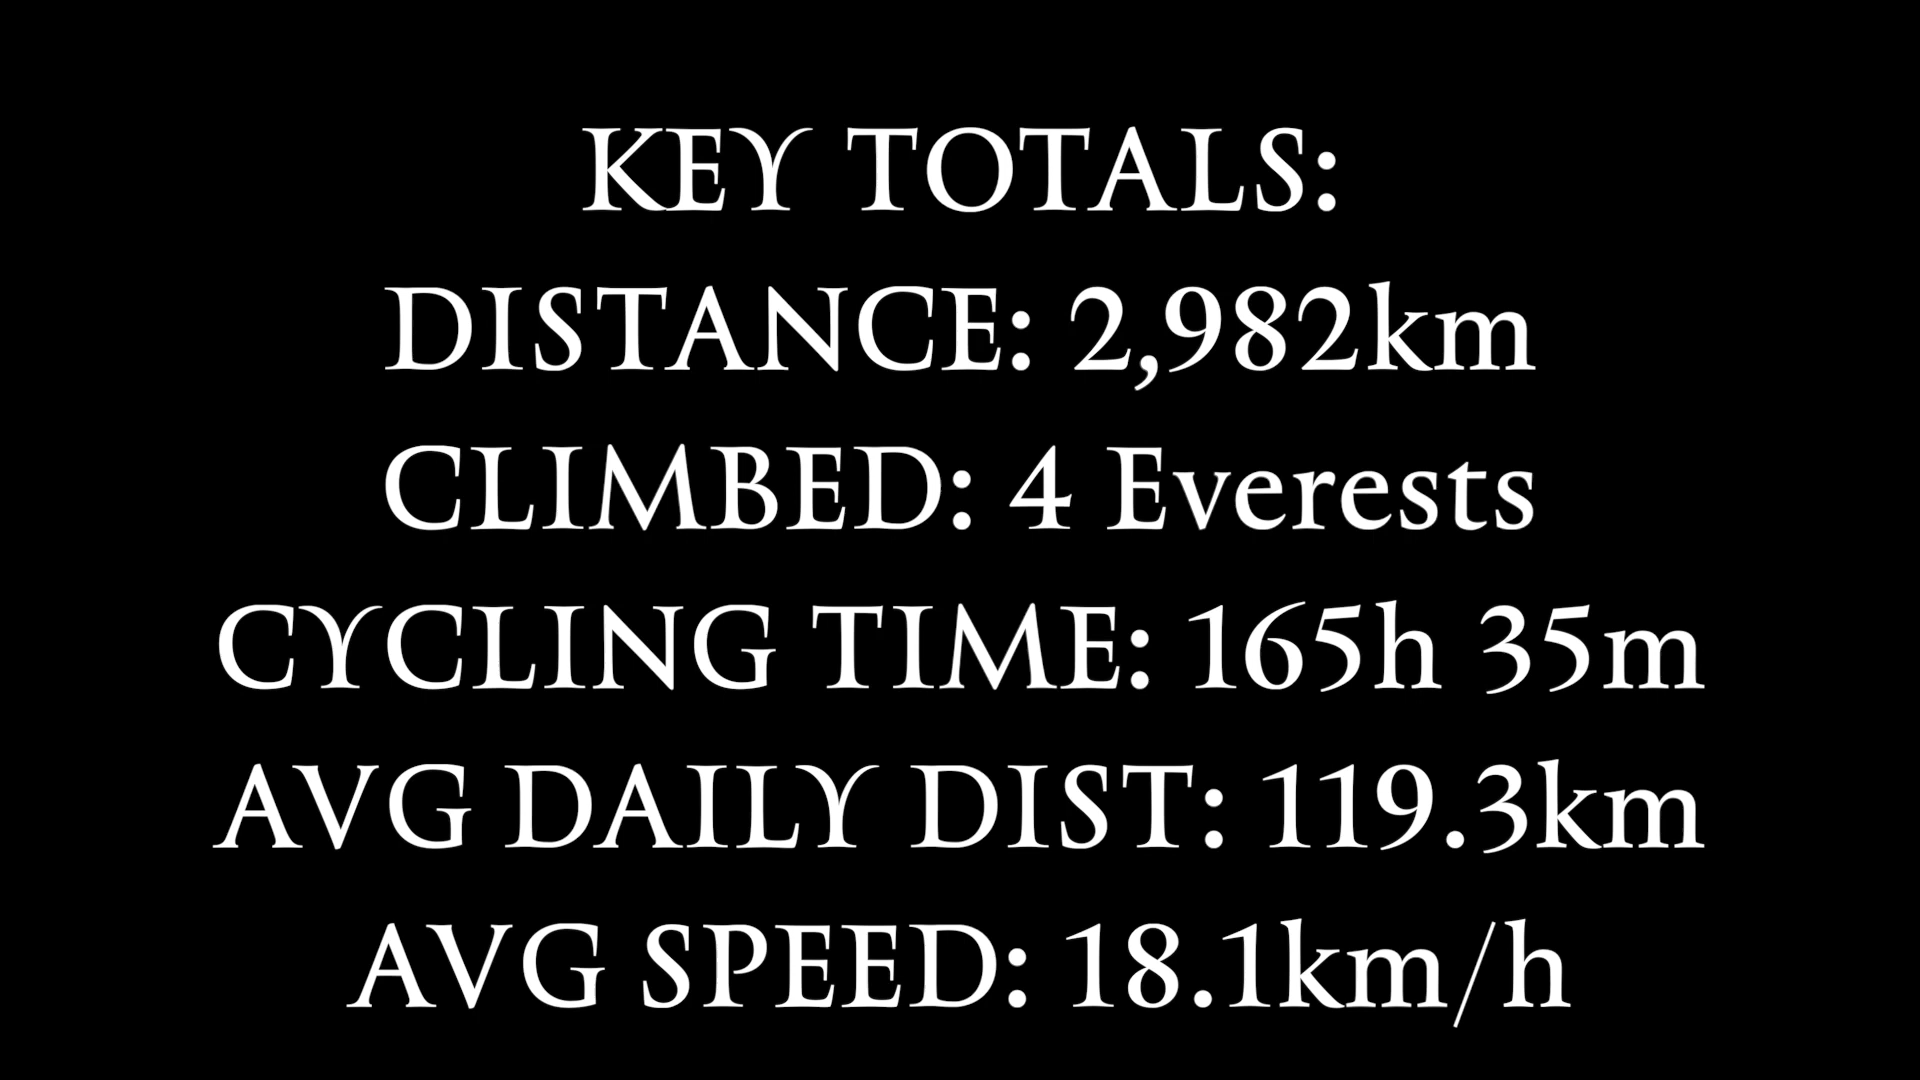 KEY TOTALS:
DISTANCE: 2,982km
CLIMBED: 4 Everests
CYCLING TIME: 165h 35m
AVG DAILY DIST: 119.3km
AVG SPEED: 18.1km/h